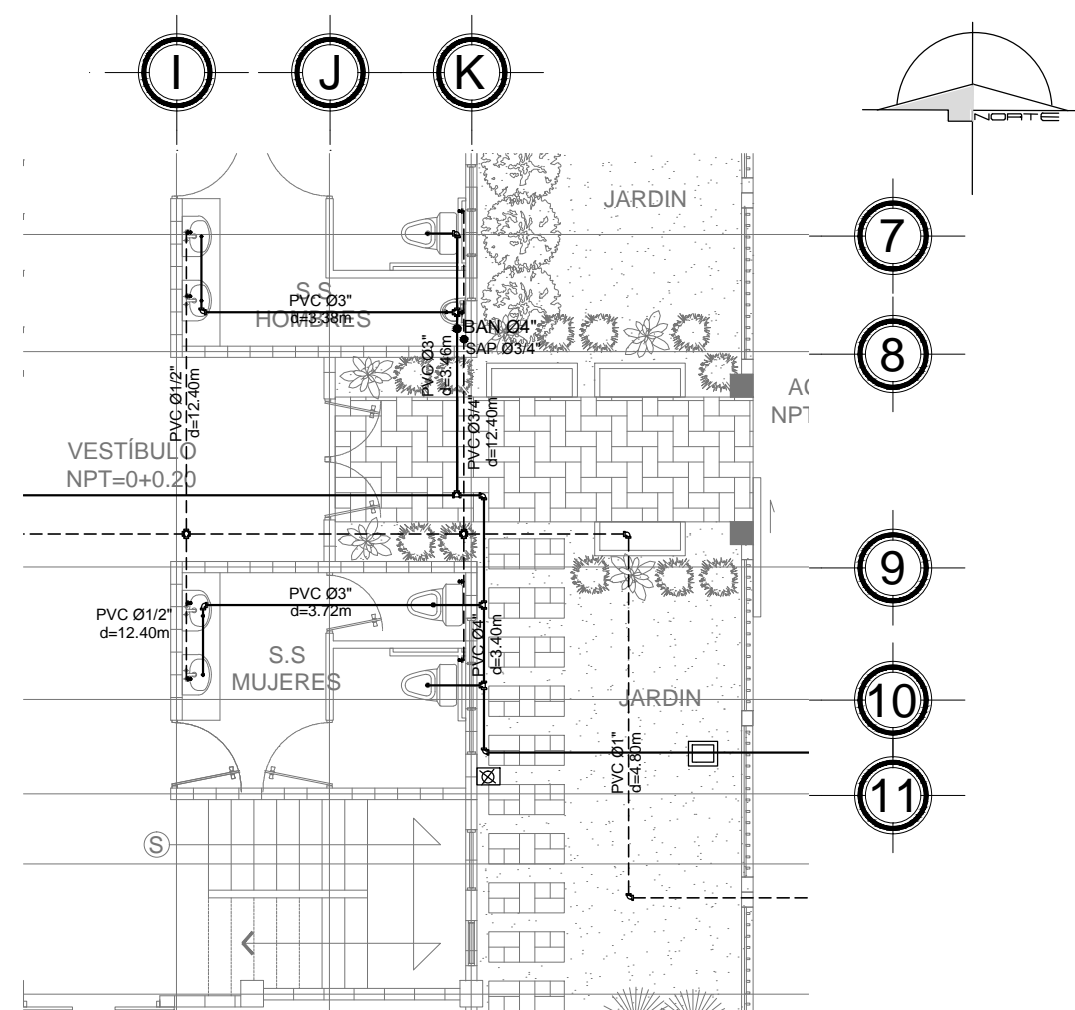 I
J
K
NORTE
JARDIN
7
S.S
HOMBRES
PVC Ø3"
d=3.38m
BAN Ø4"
SAP Ø3/4"
8
PVC Ø3"
d=3.46m
PVC Ø1/2"
d=12.40m
PVC Ø3/4"
d=12.40m
VESTÍBULO
NPT=0+0.20
9
PVC Ø3"
d=3.72m
PVC Ø1/2"
d=12.40m
PVC Ø4"
d=3.40m
S.S
MUJERES
JARDIN
10
PVC Ø1"
d=4.80m
11
S